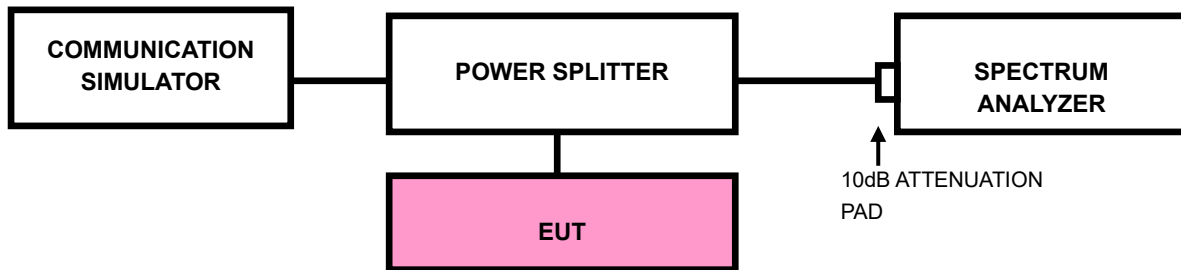 COMMUNICATION
SIMULATOR
POWER SPLITTER
SPECTRUM
ANALYZER
10dB ATTENUATION
PAD
EUT